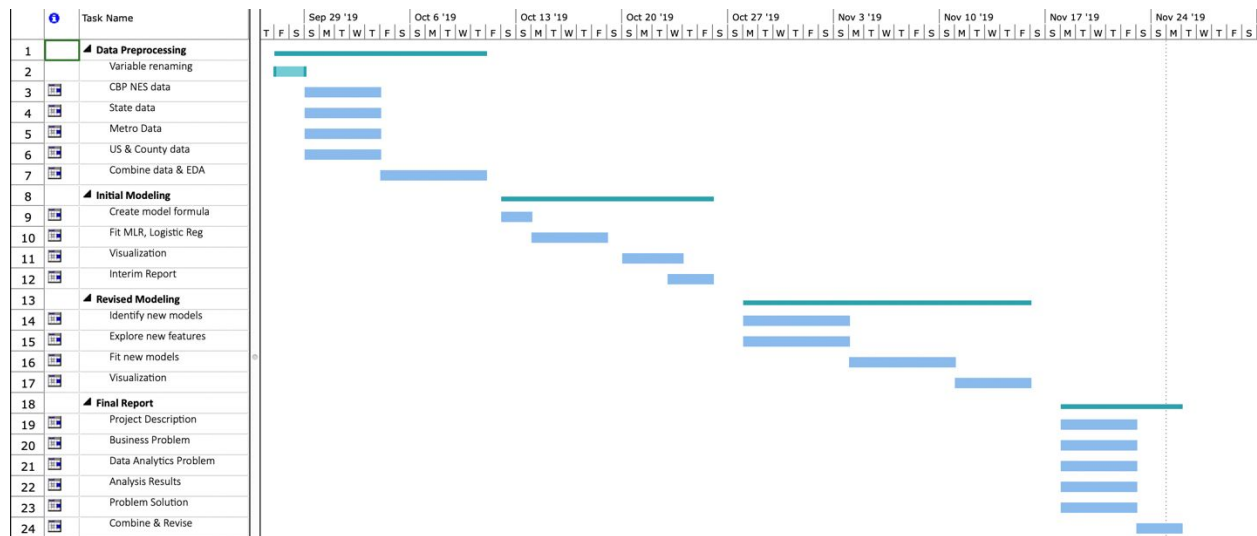 Task Name
Sep 29 '19 Oct 6 '19 Oct 13 '19 Oct 20 '19 Oct 27 '19 Nov 3 '19 Nov 10 '19 Nov 17 '19 Nov 24 '19
T F S S M T W T F S S M T W T F S S M T W T F S S M T W T F S S M T W T F S S M T W T F S S M T W T F S S M T W T F S S M T W T F S
1 Data Preprocessing
2 Variable renaming
3 CBP NES data
4 State data
5 Metro Data
6 US & County data
7 Combine data & EDA
8 Initial Modeling
9 Create model formula
10 Fit MLR, Logistic Reg
11 Visualization
12 Interim Report
13 Revised Modeling
14 Identify new models
15 Explore new features
16 Fit new models
17 Visualization
18 Final Report
19 Project Description
20 Business Problem
21 Data Analytics Problem
22 Analysis Results
23 Problem Solution
24 Combine & Revise